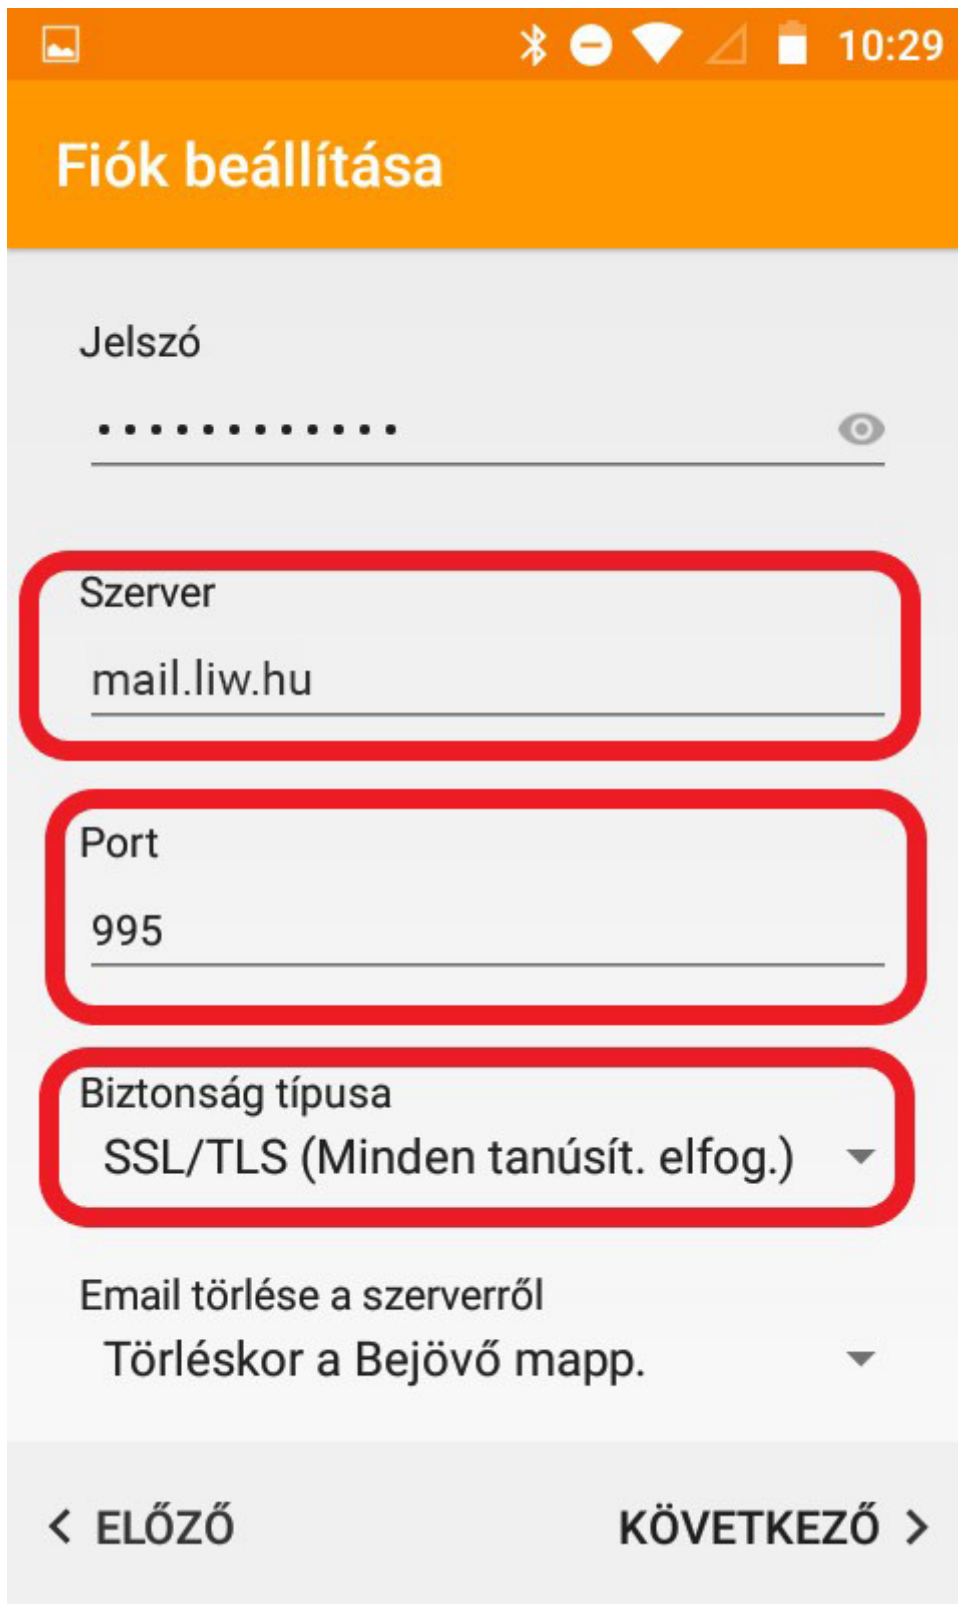 10:29
Fiók beállítása
Jelszó
••••••••••••
Szerver
mail.liw.hu
Port
995
Biztonság típusa
SSL/TLS (Minden tanúsít. elfog.)
Email törlése a szerverről
Törléskor a Bejövő mapp.
ELŐZŐ
KÖVETKEZŐ